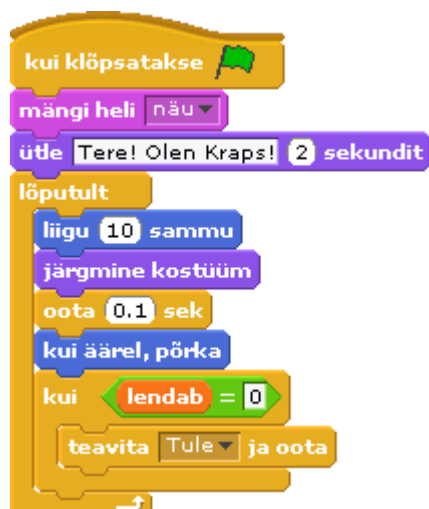 kui klõpsatakse
mängi heli näu
ütle Tere! Olen Kraps! 2 sekundit
lõputult
liigu 10 sammu
järgmine kostüüm
oota 0.1 sek
kui äärel, põrka
kui lendab = 0
teavita Tule ja oota